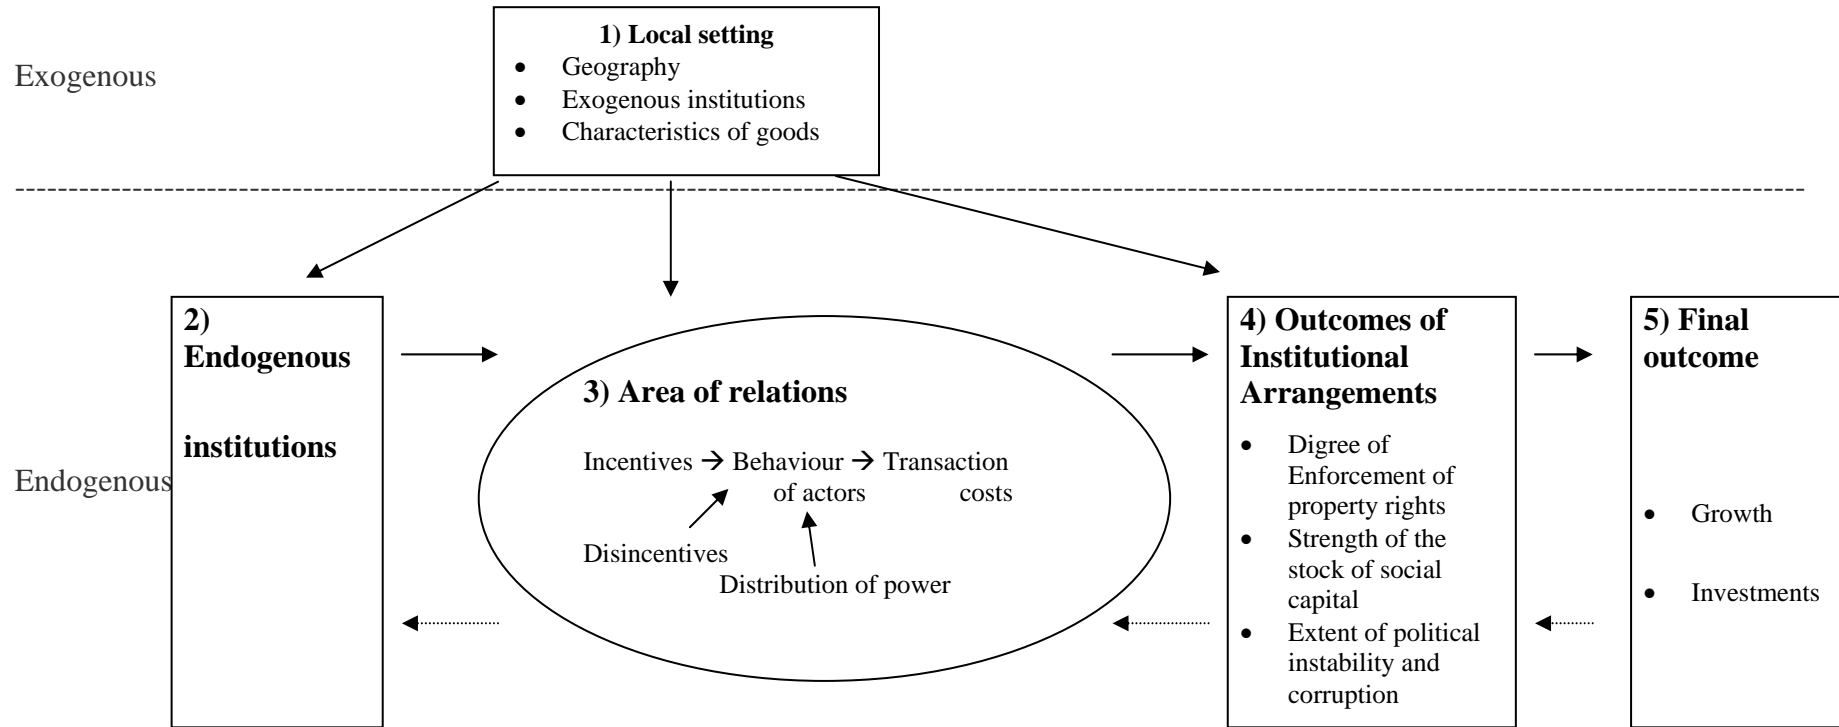 1) Local setting
• Geography
• Exogenous institutions
• Characteristics of goods
Exogenous
2)
Endogenous
institutions
3) Area of relations
Incentives → Behaviour → Transaction
of actors costs
Disincentives
Distribution of power
4) Outcomes of
Institutional
Arrangements
• Digree of
Enforcement of
property rights
• Strength of the
stock of social
capital
• Extent of political
instability and
corruption
5) Final
outcome
• Growth
• Investments
Endogenous